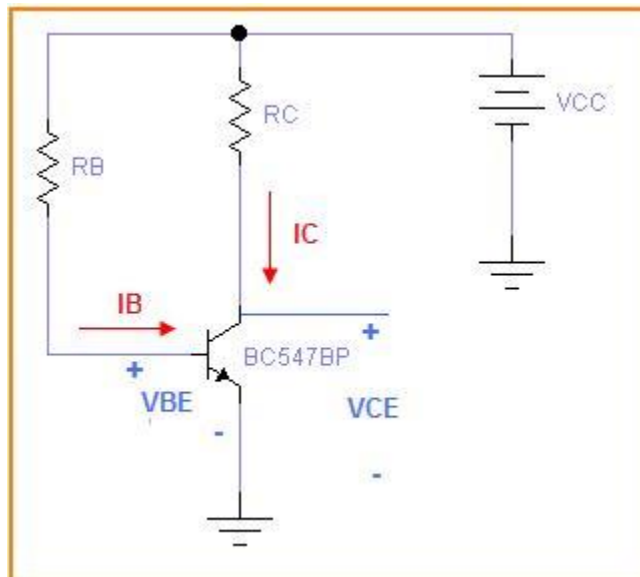 RC
VCC
RB
IC
IB
BC547BP
+
+
VBE
VCE
-
-